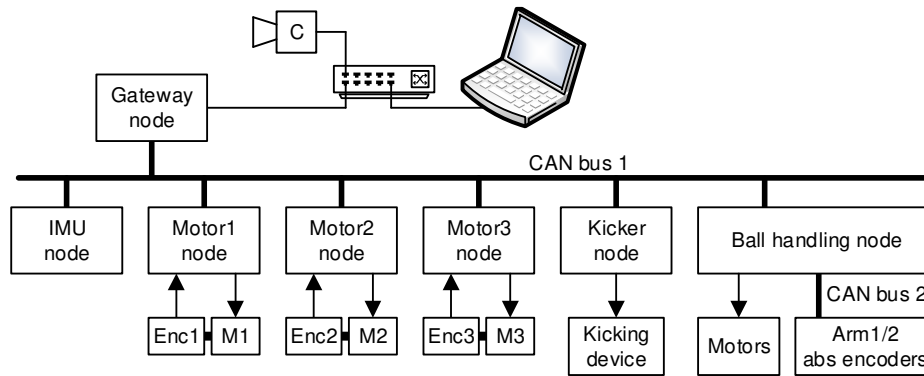 C
Gateway
node
CAN bus 1
IMU
node
Motor1
node
Motor2
node
Motor3
node
Kicker
node
Ball handling node
CAN bus 2
Enc1
M1
Enc2
M2
Enc3
M3
Kicking
device
Motors
Arm1/2
abs encoders